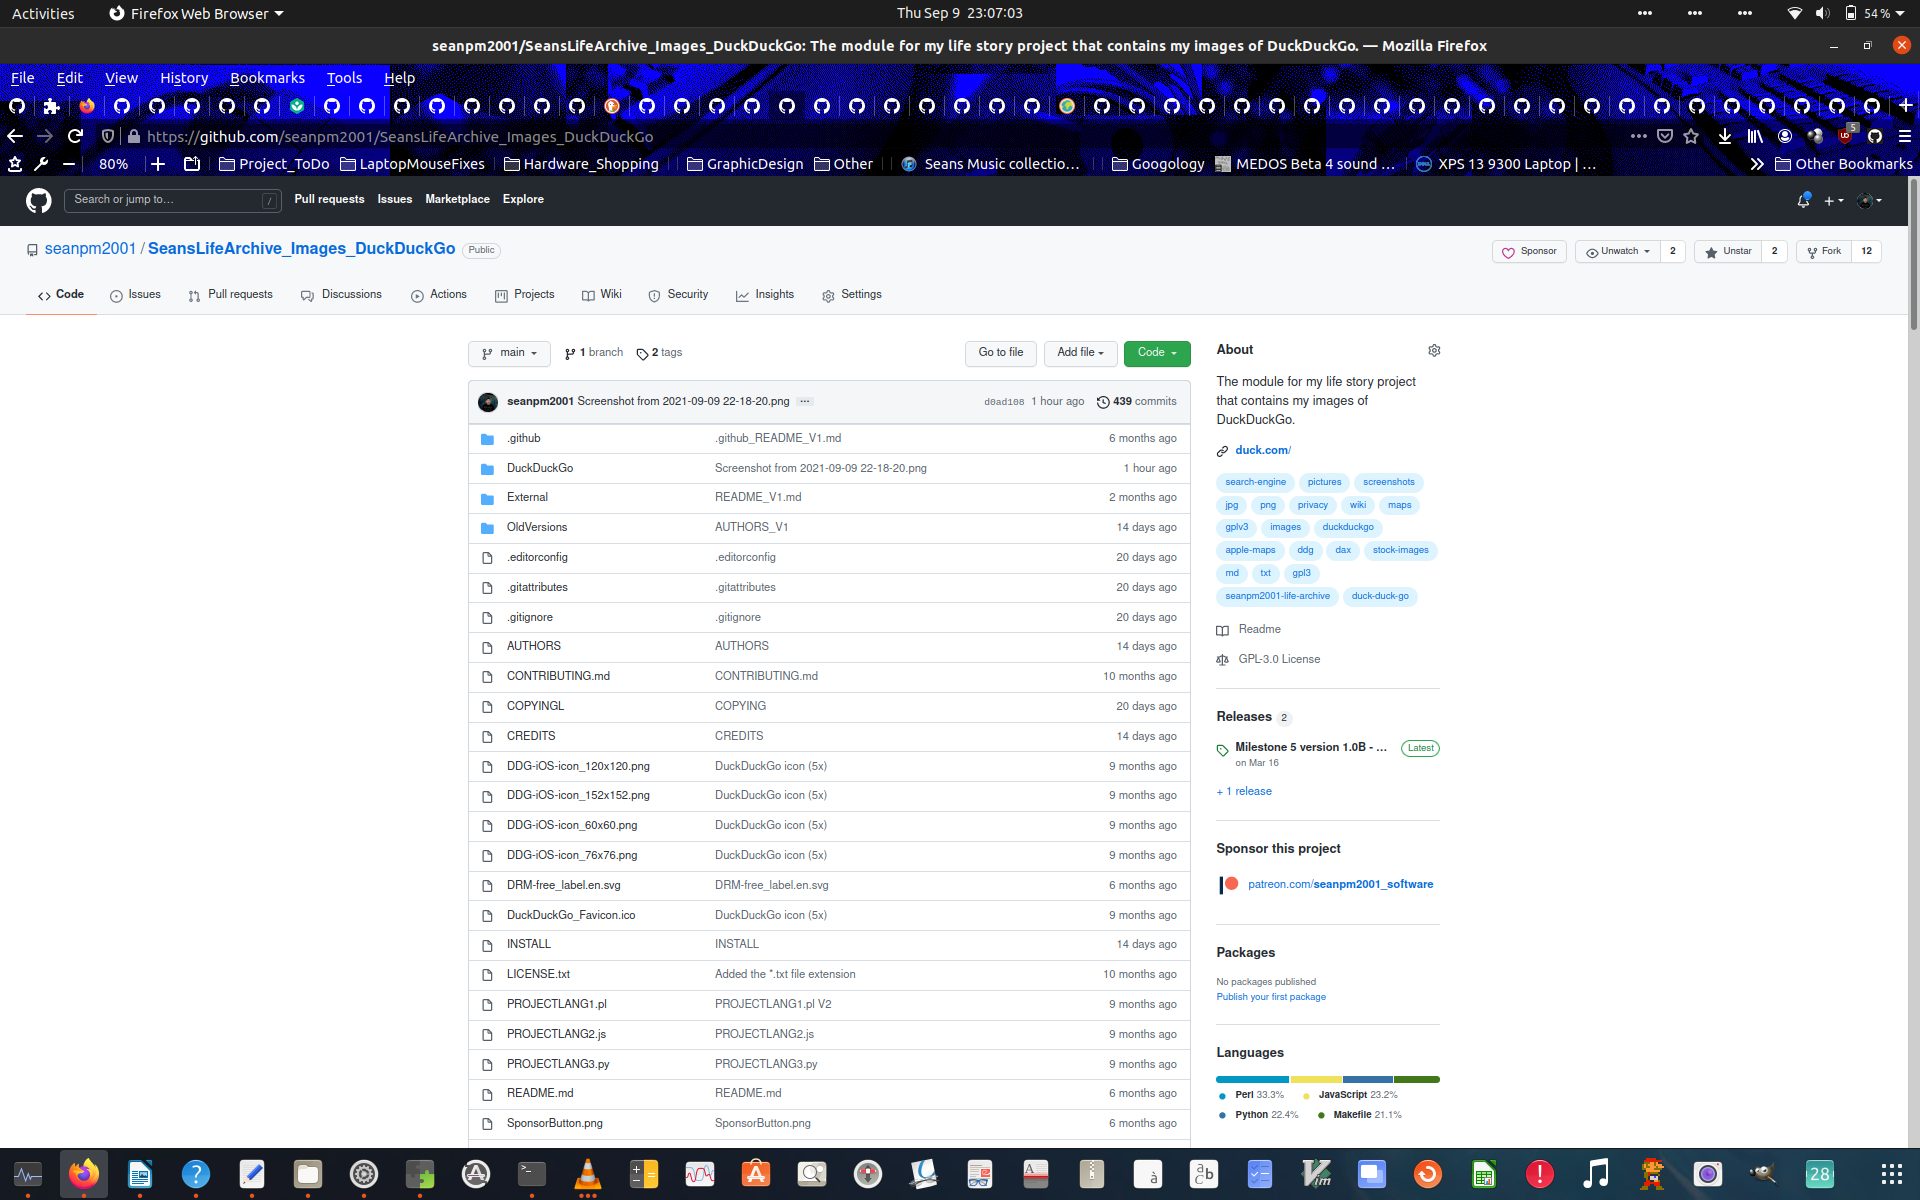 Activities Firefox Web Browser Thu Sep 9 23:07:03 54 %
seanpm2001/SeansLifeArchive_Images_DuckDuckGo: The module for my life story project that contains my images of DuckDuckGo. — Mozilla Firefox
File Edit View History Bookmarks Tools Help
https://github.com/seanpm2001/SeansLifeArchive_Images_DuckDuckGo 5
80% Project_ToDo LaptopMouseFixes Hardware_Shopping GraphicDesign Other Seans Music collectio… Googology MEDOS Beta 4 sound … XPS 13 9300 Laptop | … Other Bookmarks
Search or jump to… / Pull requests Issues Marketplace Explore
seanpm2001 / SeansLifeArchive_Images_DuckDuckGo Public Sponsor Unwatch 2 Unstar 2 Fork 12
Code Issues Pull requests Discussions Actions Projects Wiki Security Insights Settings
main 1 branch 2 tags Go to file Add file Code
seanpm2001 Screenshot from 2021-09-09 22-18-20.png ... d0ad108 1 hour ago 439 commits
.github .github_README_V1.md 6 months ago
DuckDuckGo Screenshot from 2021-09-09 22-18-20.png 1 hour ago
External README_V1.md 2 months ago
OldVersions AUTHORS_V1 14 days ago
.editorconfig .editorconfig 20 days ago
.gitattributes .gitattributes 20 days ago
.gitignore .gitignore 20 days ago
AUTHORS AUTHORS 14 days ago
CONTRIBUTING.md CONTRIBUTING.md 10 months ago
COPYINGL COPYING 20 days ago
CREDITS CREDITS 14 days ago
DDG-iOS-icon_120x120.png DuckDuckGo icon (5x) 9 months ago
DDG-iOS-icon_152x152.png DuckDuckGo icon (5x) 9 months ago
DDG-iOS-icon_60x60.png DuckDuckGo icon (5x) 9 months ago
DDG-iOS-icon_76x76.png DuckDuckGo icon (5x) 9 months ago
DRM-free_label.en.svg DRM-free_label.en.svg 6 months ago
DuckDuckGo_Favicon.ico DuckDuckGo icon (5x) 9 months ago
INSTALL INSTALL 14 days ago
LICENSE.txt Added the *.txt file extension 10 months ago
PROJECTLANG1.pl PROJECTLANG1.pl V2 9 months ago
PROJECTLANG2.js PROJECTLANG2.js 9 months ago
PROJECTLANG3.py PROJECTLANG3.py 9 months ago
README.md README.md 6 months ago
SponsorButton.png SponsorButton.png 6 months ago
About
The module for my life story project
that contains my images of
DuckDuckGo.
duck.com/
search-engine pictures screenshots
jpg png privacy wiki maps
gplv3 images duckduckgo
apple-maps ddg dax stock-images
md txt gpl3
seanpm2001-life-archive duck-duck-go
Readme
GPL-3.0 License
Releases 2
Milestone 5 version 1.0B - ... Latest
on Mar 16
+ 1 release
Sponsor this project
patreon.com/seanpm2001_software
Packages
No packages published
Publish your first package
Languages
Perl 33.3% JavaScript 23.2%
Python 22.4% Makefile 21.1%
28